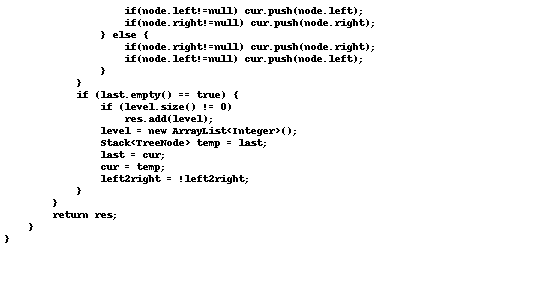 if(node.left!=null) cur.push(node.left);
if(node.right!=null) cur.push(node.right);
} else {
if(node.right!=null) cur.push(node.right);
if(node.left!=null) cur.push(node.left);
}
}
if (last.empty() == true) {
if (level.size() != 0)
res.add(level);
level = new ArrayList<Integer>();
Stack<TreeNode> temp = last;
last = cur;
cur = temp;
left2right = !left2right;
}
}
return res;
}
}